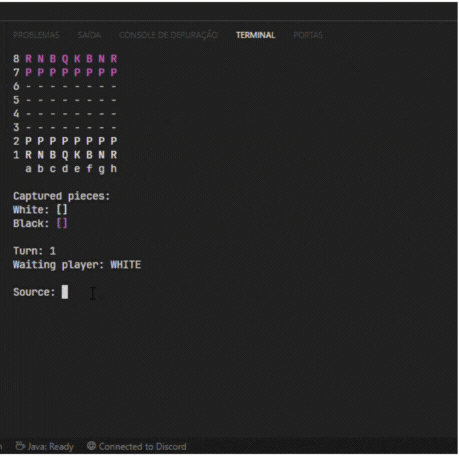 PROBLEMAS SAÍDA CONSOLE DE DEPURAÇÃO TERMINAL PORTAS
8 R N B Q K B N R
7 P P P P P P P P
6 - - - - - - - -
5 - - - - - - - -
4 - - - - - - - -
3 - - - - - - - -
2 P P P P P P P P
1 R N B Q K B N R
a b c d e f g h
Captured pieces:
White: []
Black: []
Turn: 1
Waiting player: WHITE
Source:
Java: Ready Connected to Discord